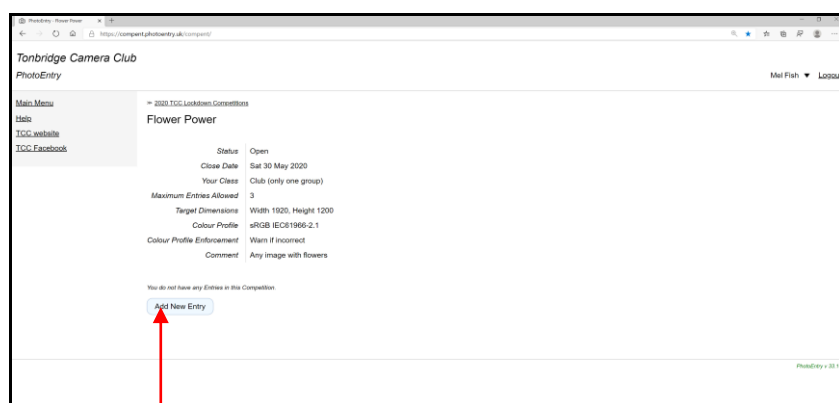 PhotoEntry - Flower Power
https://compent.photoentry.uk/compent/
Tonbridge Camera Club
PhotoEntry
Mel Fish ▼ Logou
Main Menu
Help
TCC website
TCC Facebook
2020 TCC Lockdown Competitions
Flower Power
Status Open
Close Date Sat 30 May 2020
Your Class Club (only one group)
Maximum Entries Allowed 3
Target Dimensions Width 1920, Height 1200
Colour Profile sRGB IEC61966-2.1
Colour Profile Enforcement Warn if incorrect
Comment Any image with flowers
You do not have any Entries in this Competition.
Add New Entry
PhotoEntry v 20.1